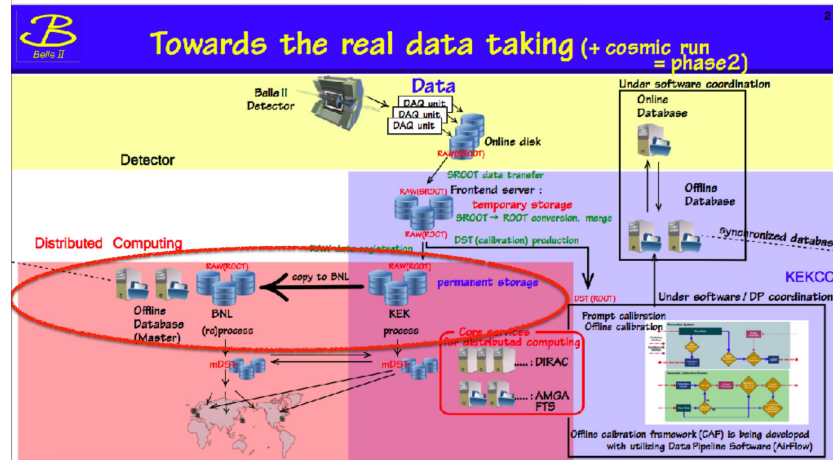 Belle II
Towards the real data taking (+ cosmic run
= phase2)
2
Data
Belle II
Detector
DAQ unit
DAQ unit
DAQ unit
Online disk
RAW(SROOT)
Detector
Under software coordination
Online
Database
Offline
Database
synchronized database
SROOT data transfer
RAW(SROOT)
Frontend server :
temporary storage
SROOT → ROOT conversion, merge
RAW(ROOT)
DST (calibration) production
RAW data registration
Distributed Computing
RAW(ROOT)
RAW(ROOT)
copy to BNL
permanent storage
KEKCC
Offline
Database
(Master)
BNL
(re)process
KEK
process
mDST
mDST
Core services
for distributed computing
..... : DIRAC
..... : AMGA
FTS
DST (ROOT)
Under software / DP coordination
Prompt calibration
Offline calibration
Offline calibration framework (CAF) is being developed
with utilizing Data Pipeline Software (AirFlow)